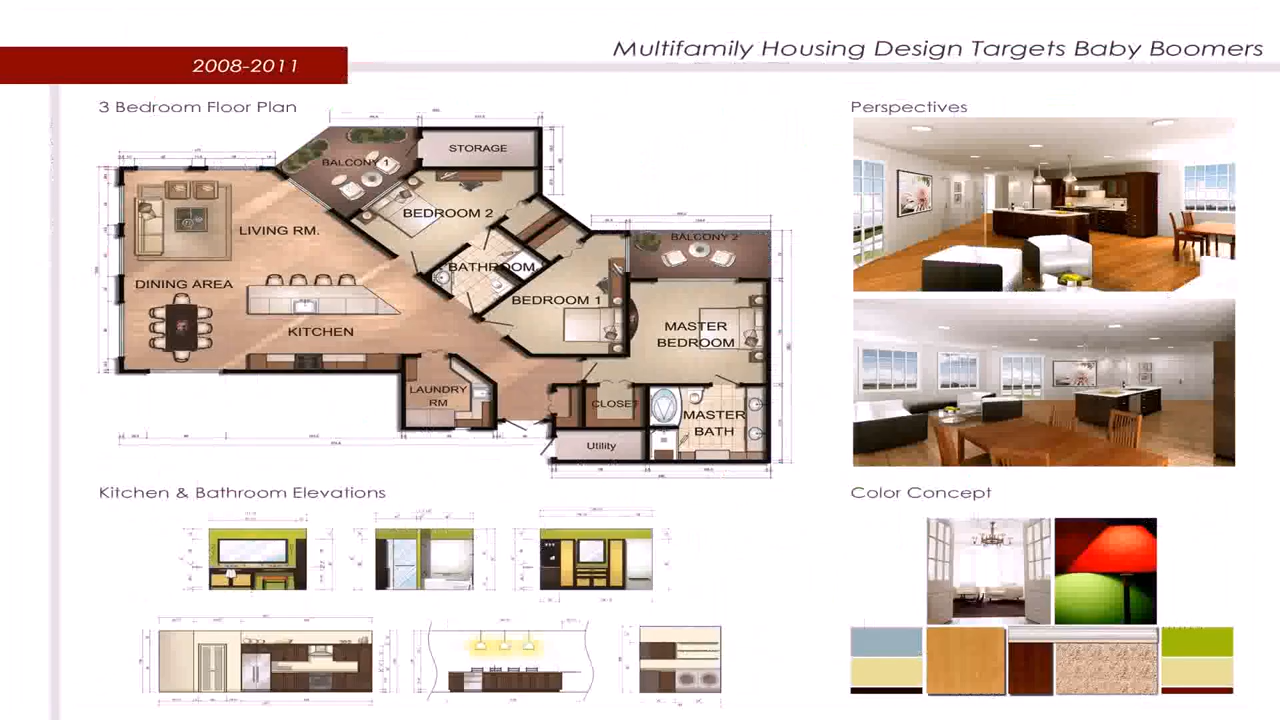 Multifamily Housing Design Targets Baby Boomers
2008-2011
3 Bedroom Floor Plan
Perspectives
STORAGE
BALCONY 1
BEDROOM 2
LIVING RM.
BALCONY 2
BATHROOM
DINING AREA
BEDROOM 1
KITCHEN
MASTER
BEDROOM
LAUNDRY
RM
CLOSET
MASTER
BATH
Utility
Kitchen & Bathroom Elevations
Color Concept